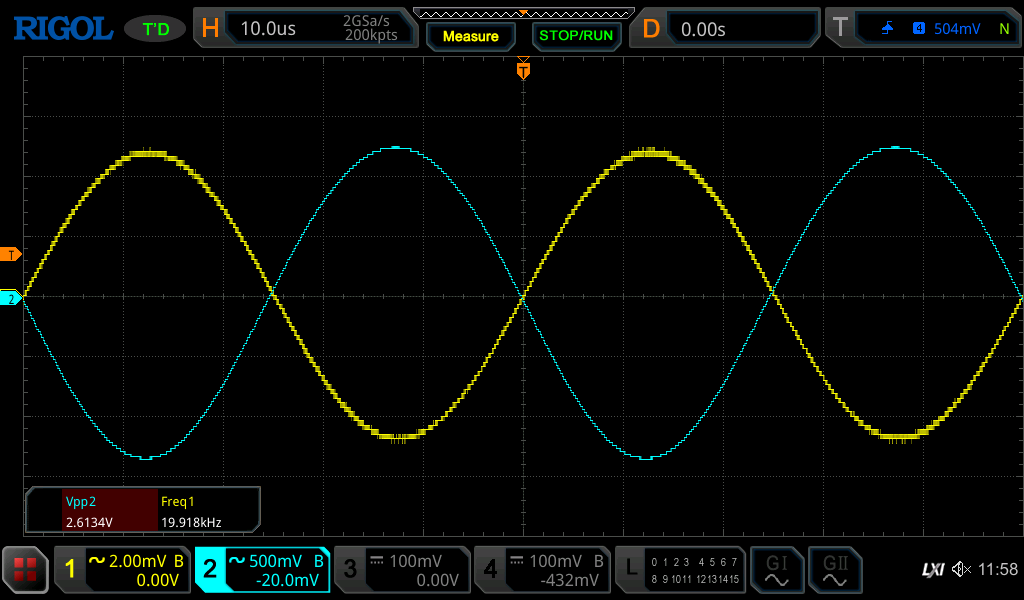 RIGOL T'D H 10.0us 2GSa/s 200kpts Measure STOP/RUN D 0.00s T 4 504mV N
T
T
2
Vpp2 Freq1
2.6134V 19.918kHz
1 2.00mV B 0.00V
2 500mV B -20.0mV
3 100mV 0.00V
4 100mV B -432mV
L 0 1 2 3 4 5 6 7
8 9 10 11 12 13 14 15
GI GII
LXI 11:58